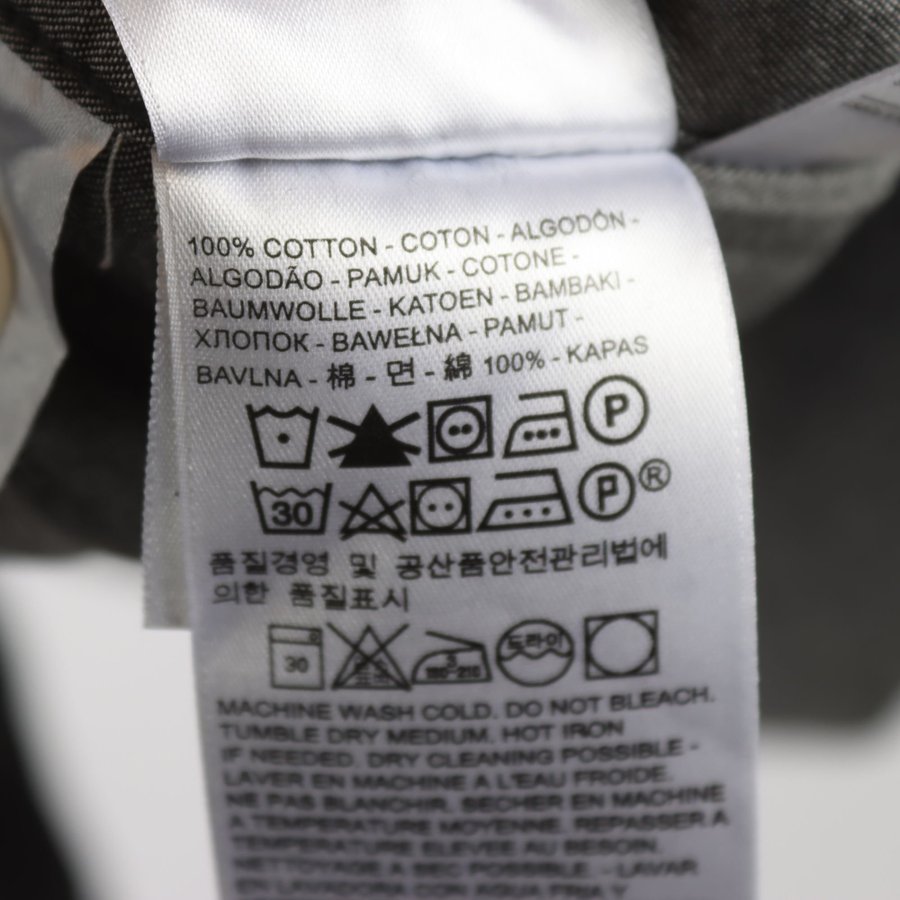 100% COTTON - COTON - ALGODÔN -
ALGODÃO - PAMUK - COTONE -
BAUMWOLLE - KATOEN - BAMBAKI -
ХЛОПОК - BAWEŁNA - PAMUT -
BAVLNA - 棉 - 면 - 綿 100% - KAPAS
P
30 P ®
품질경영 및 공산품안전관리법에
의한 품질표시
30 3 도라이
MACHINE WASH COLD. DO NOT BLEACH.
TUMBLE DRY MEDIUM. HOT IRON
IF NEEDED. DRY CLEANING POSSIBLE -
LAVER EN MACHINE A L'EAU FROIDE.
NE PAS BLANCHIR. SECHER EN MACHINE
A TEMPERATURE MOYENNE. REPASSER A
TEMPERATURE ELEVEE AU BESOIN.
NETTOYAGE A SEC POSSIBLE. - LAVAR
EN LAVADORA CON AGUA FRIA Y